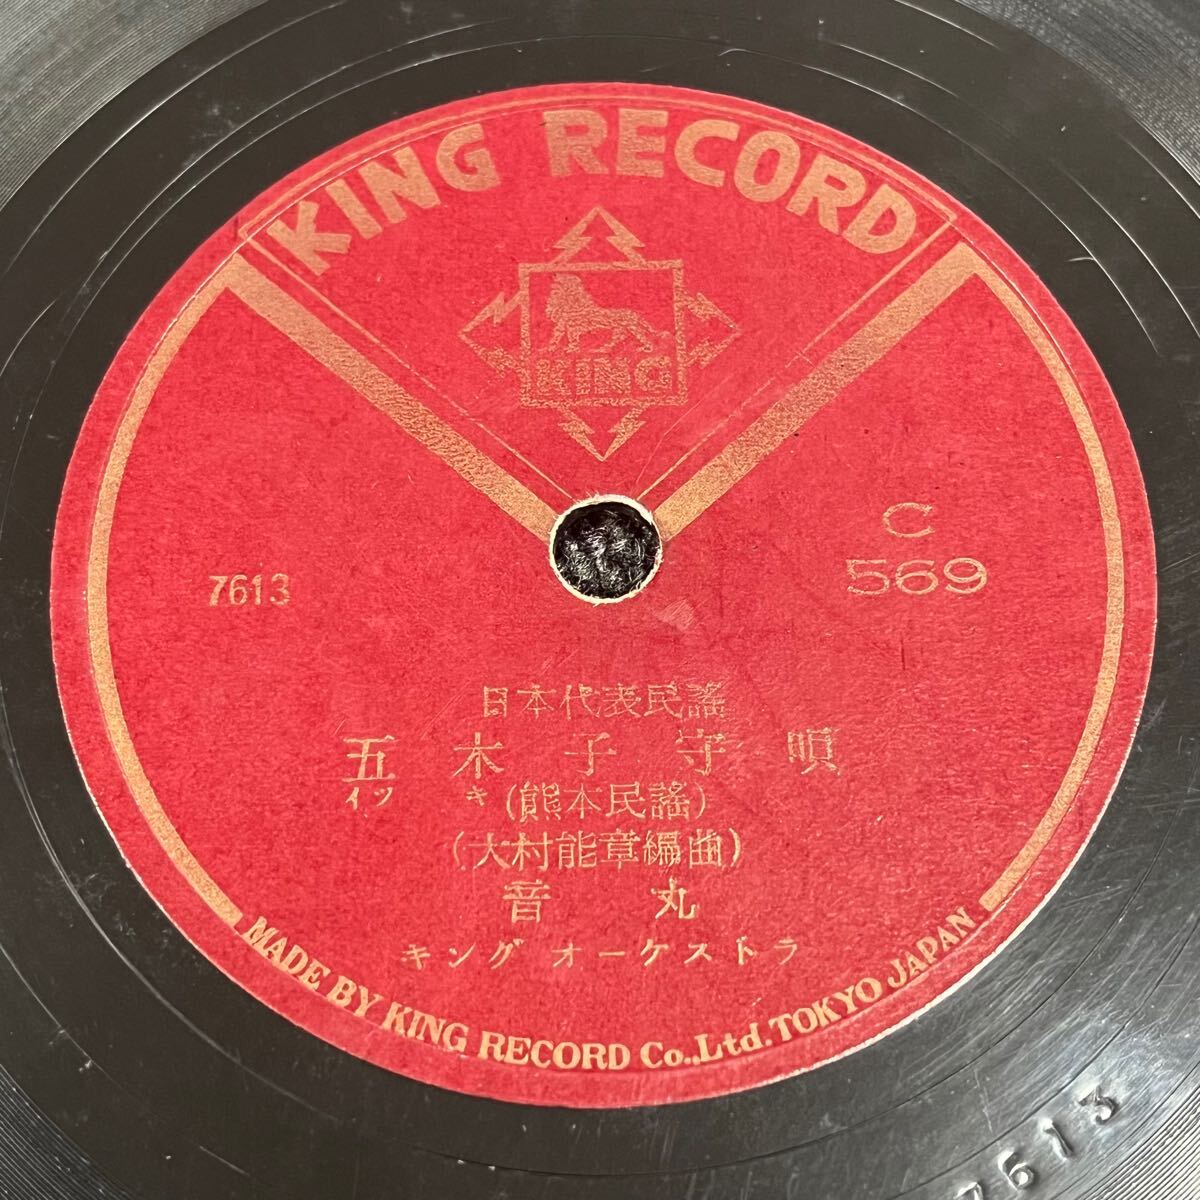 KING RECORD
KING
C
569
7613
日本代表民謠
五木子守唄
イツキ
(熊本民謠)
(大村能章編曲)
音丸
キング オーケストラ
MADE BY KING RECORD Co., Ltd. TOKYO JAPAN
7613